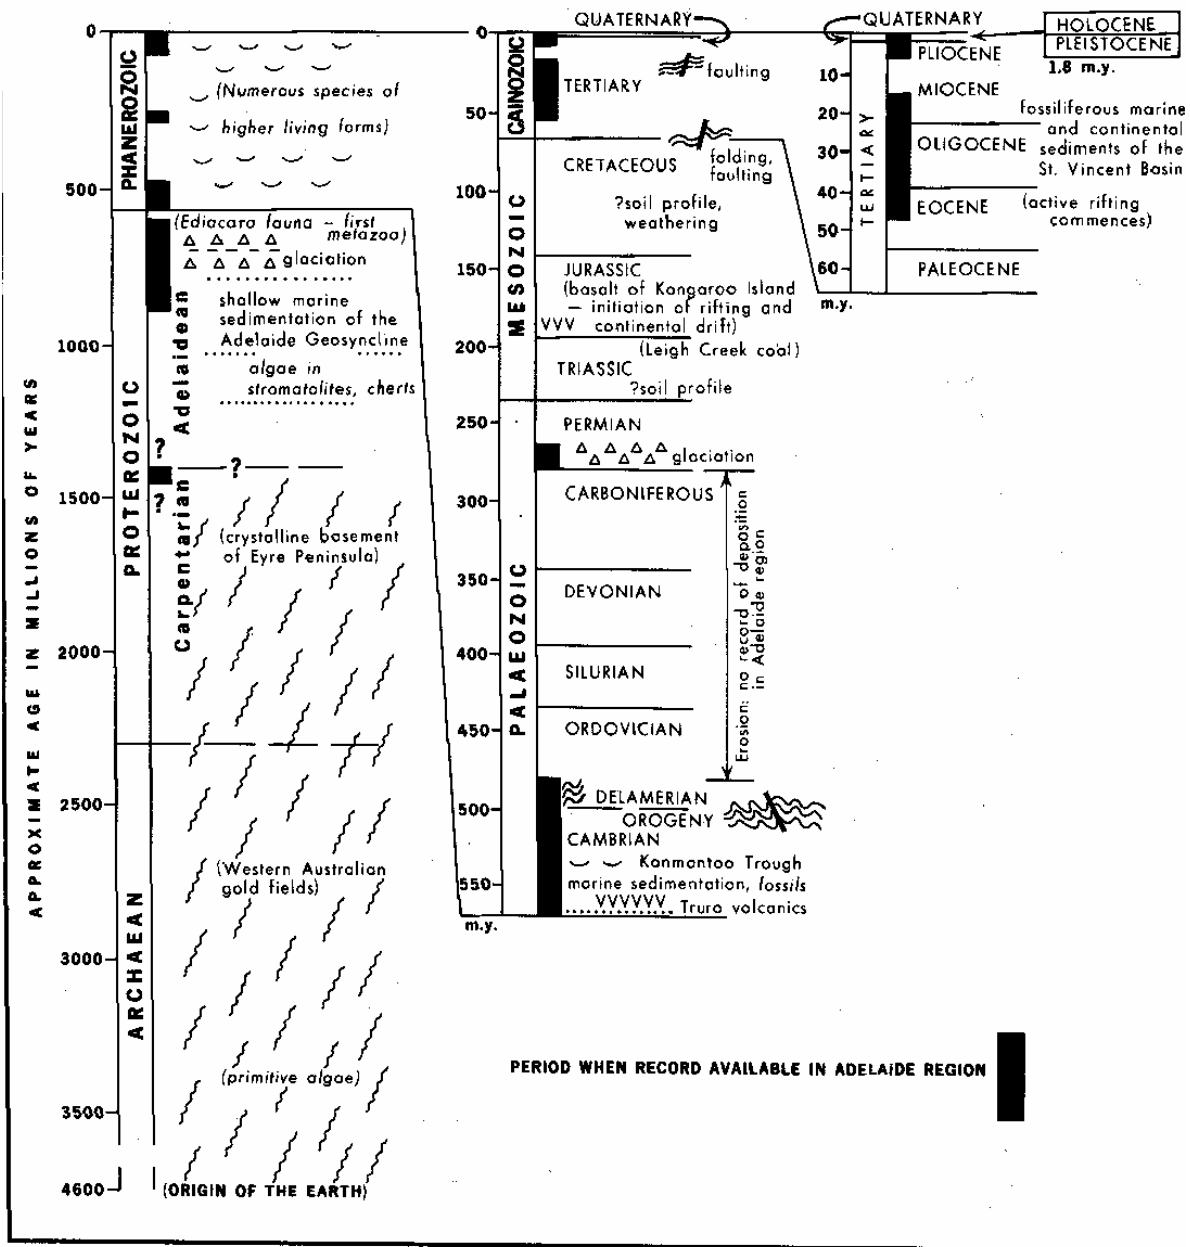 APPROXIMATE AGE IN MILLIONS OF YEARS
0
500
1000
1500
2000
2500
3000
3500
4600
PHANEROZOIC
PROTEROZOIC
ARCHAEAN
Adelaidean
Carpentarian
(Numerous species of
higher living forms)
(Ediacara fauna – first
metazoa)
glaciation
shallow marine
sedimentation of the
Adelaide Geosyncline
algae in
stromatolites, cherts
?
?
?
(crystalline basement
of Eyre Peninsula)
(Western Australian
gold fields)
(primitive algae)
(ORIGIN OF THE EARTH)
0
50
100
150
200
250
300
350
400
450
500
550
m.y.
CAINOZOIC
MESOZOIC
PALAEOZOIC
QUATERNARY
TERTIARY
faulting
CRETACEOUS
folding,
faulting
?soil profile,
weathering
JURASSIC
(basalt of Kangaroo Island
– initiation of rifting and
VVV continental drift)
(Leigh Creek coal)
TRIASSIC
?soil profile
PERMIAN
glaciation
CARBONIFEROUS
DEVONIAN
SILURIAN
ORDOVICIAN
Erosion: no record of deposition
in Adelaide region
DELAMERIAN
OROGENY
CAMBRIAN
Kanmantoo Trough
marine sedimentation, fossils
VVVVVV Truro volcanics
QUATERNARY
HOLOCENE
PLEISTOCENE
1.8 m.y.
10
20
30
40
50
60
m.y.
TERTIARY
PLIOCENE
MIOCENE
OLIGOCENE
EOCENE
PALEOCENE
fossiliferous marine
and continental
sediments of the
St. Vincent Basin
(active rifting
commences)
PERIOD WHEN RECORD AVAILABLE IN ADELAIDE REGION